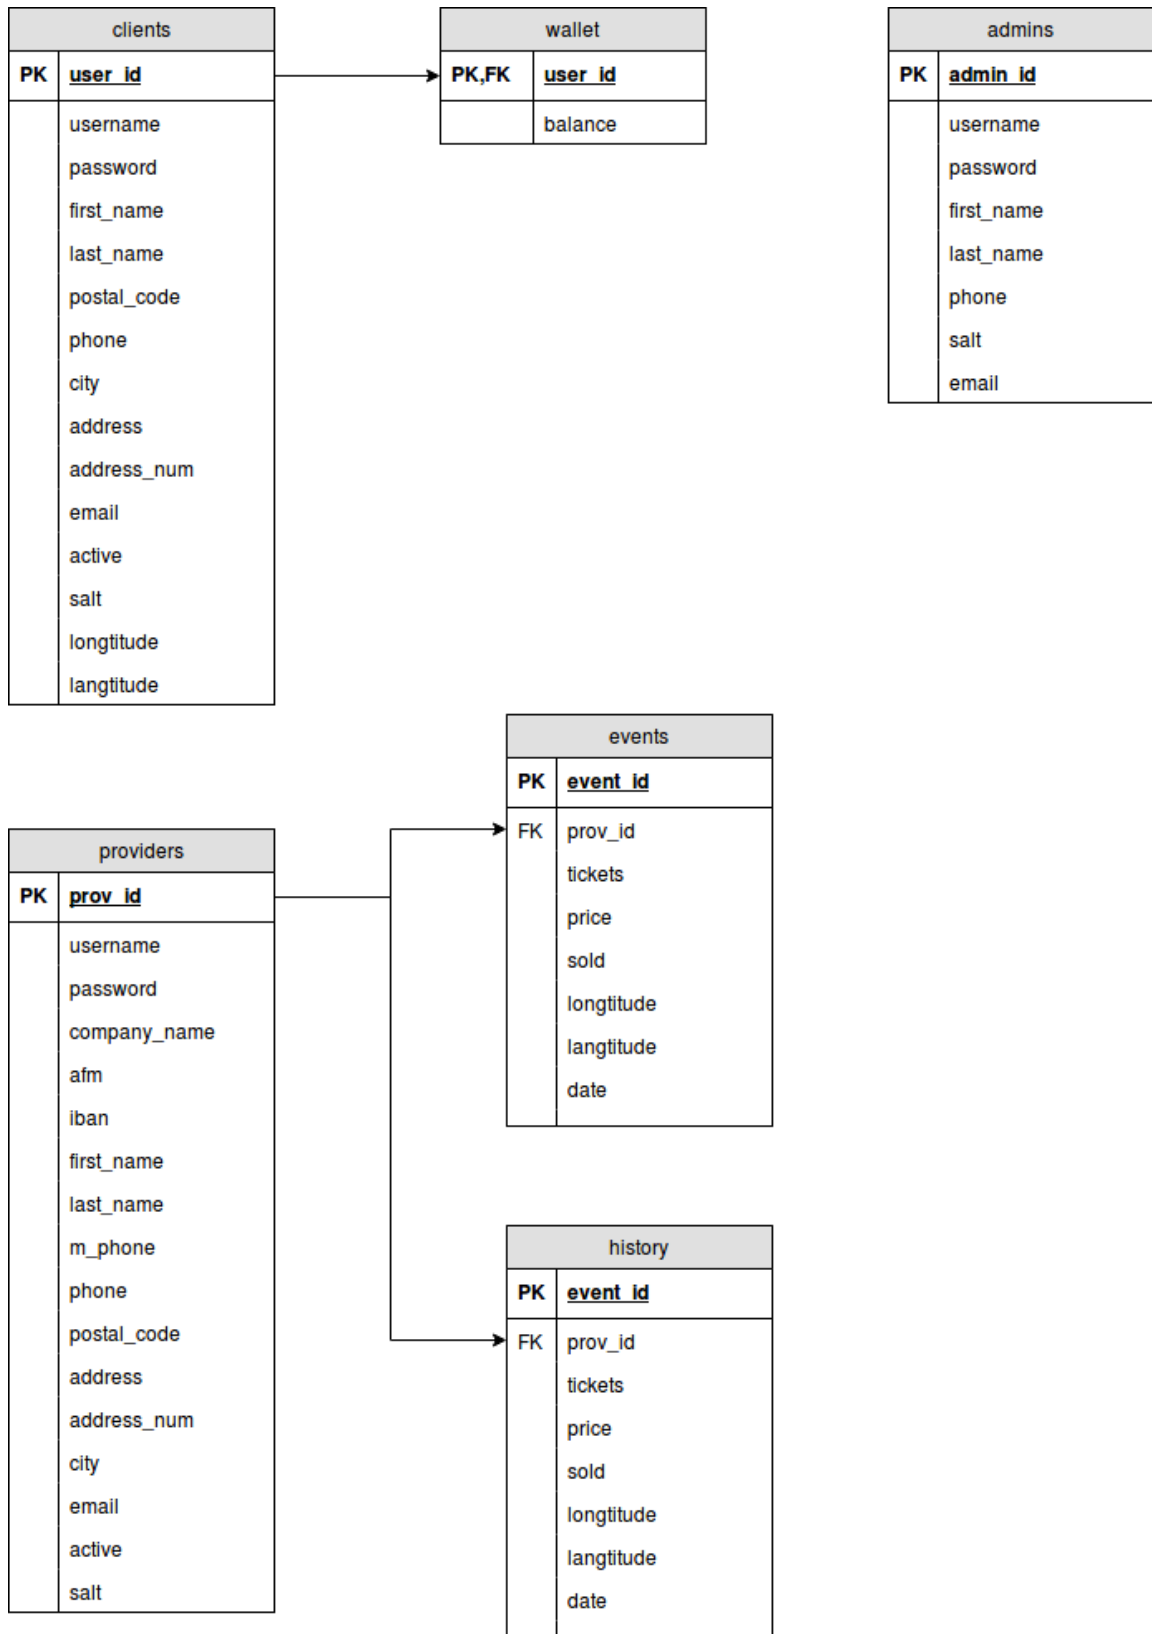 clients
PK user_id
username
password
first_name
last_name
postal_code
phone
city
address
address_num
email
active
salt
longtitude
langtitude
wallet
PK,FK user_id
balance
admins
PK admin_id
username
password
first_name
last_name
phone
salt
email
providers
PK prov_id
username
password
company_name
afm
iban
first_name
last_name
m_phone
phone
postal_code
address
address_num
city
email
active
salt
events
PK event_id
FK prov_id
tickets
price
sold
longtitude
langtitude
date
history
PK event_id
FK prov_id
tickets
price
sold
longtitude
langtitude
date